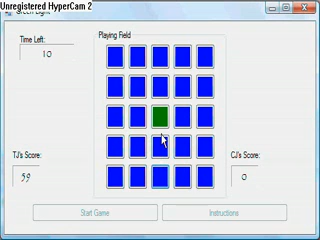 Unregistered HyperCam 2
Green Light
Time Left:
10
Playing Field
TJ's Score:
59
CJ's Score:
0
Start Game
Instructions